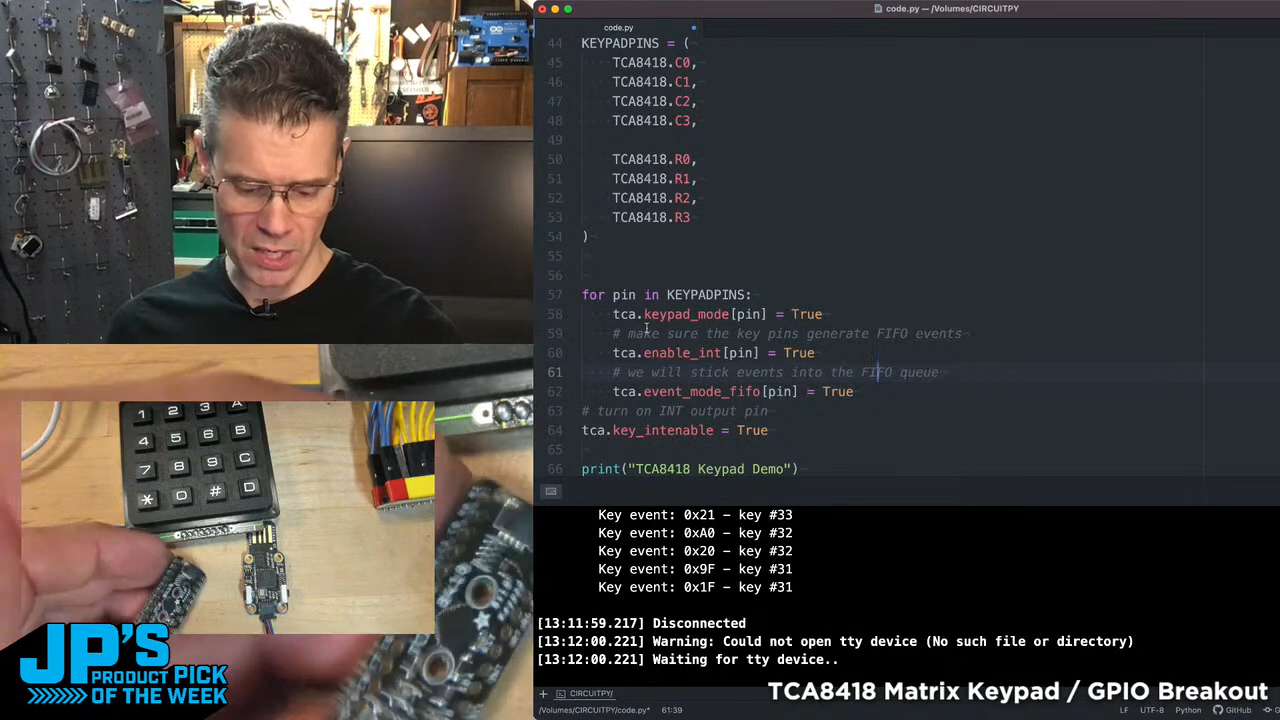 code.py — /Volumes/CIRCUITPY
code.py
44 KEYPADPINS = (
45 TCA8418.C0,
46 TCA8418.C1,
47 TCA8418.C2,
48 TCA8418.C3,
49
50 TCA8418.R0,
51 TCA8418.R1,
52 TCA8418.R2,
53 TCA8418.R3
54 )
55
56
57 for pin in KEYPADPINS:
58 tca.keypad_mode[pin] = True
59 # make sure the key pins generate FIFO events
60 tca.enable_int[pin] = True
61 # we will stick events into the FIFO queue
62 tca.event_mode_fifo[pin] = True
63 # turn on INT output pin
64 tca.key_intenable = True
65
66 print("TCA8418 Keypad Demo")
Key event: 0x21 – key #33
Key event: 0xA0 – key #32
Key event: 0x20 – key #32
Key event: 0x9F – key #31
Key event: 0x1F – key #31
[13:11:59.217] Disconnected
[13:12:00.221] Warning: Could not open tty device (No such file or directory)
[13:12:00.221] Waiting for tty device..
CIRCUITPY/
/Volumes/CIRCUITPY/code.py* 61:39 LF UTF-8 Python GitHub
1 2 3 A
4 5 6 B
7 8 9 C
* 0 # D
JP'S
PRODUCT PICK
OF THE WEEK
TCA8418 Matrix Keypad / GPIO Breakout